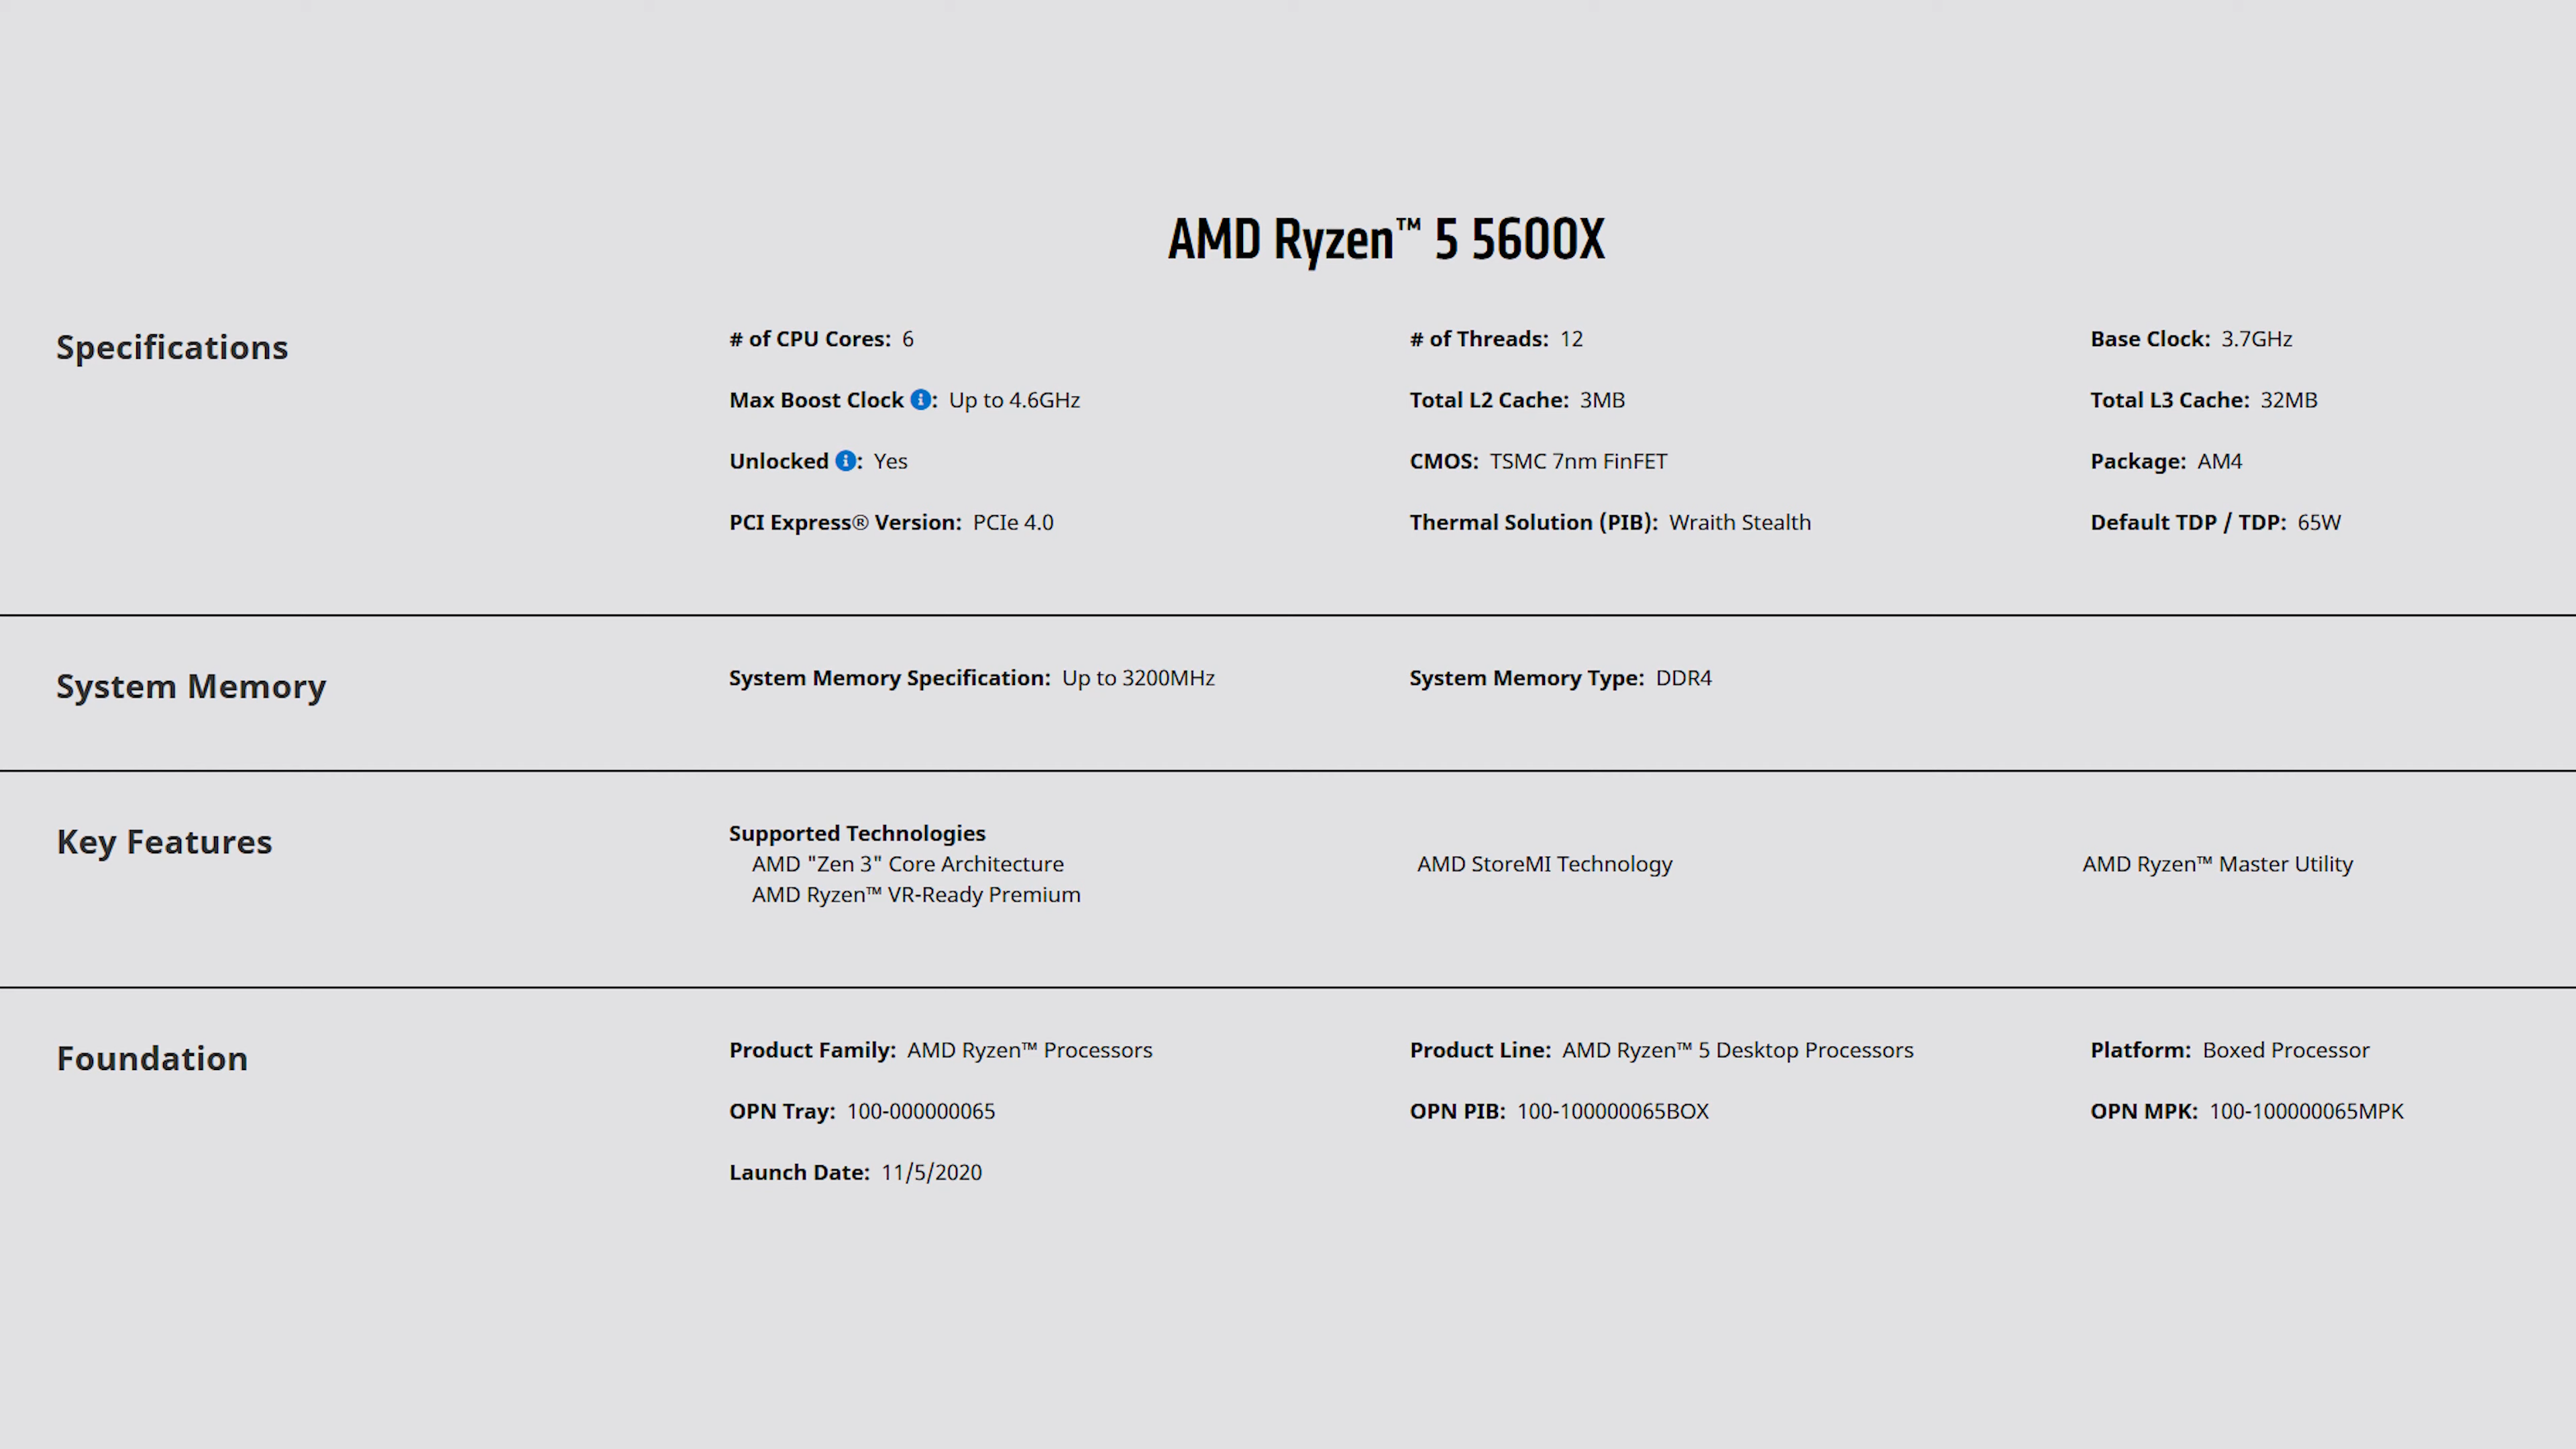 AMD Ryzen™ 5 5600X
Specifications
# of CPU Cores: 6
# of Threads: 12
Base Clock: 3.7GHz
Max Boost Clock : Up to 4.6GHz
Total L2 Cache: 3MB
Total L3 Cache: 32MB
Unlocked : Yes
CMOS: TSMC 7nm FinFET
Package: AM4
PCI Express® Version: PCIe 4.0
Thermal Solution (PIB): Wraith Stealth
Default TDP / TDP: 65W
System Memory
System Memory Specification: Up to 3200MHz
System Memory Type: DDR4
Key Features
Supported Technologies
AMD "Zen 3" Core Architecture
AMD StoreMI Technology
AMD Ryzen™ Master Utility
AMD Ryzen™ VR-Ready Premium
Foundation
Product Family: AMD Ryzen™ Processors
Product Line: AMD Ryzen™ 5 Desktop Processors
Platform: Boxed Processor
OPN Tray: 100-000000065
OPN PIB: 100-100000065BOX
OPN MPK: 100-100000065MPK
Launch Date: 11/5/2020